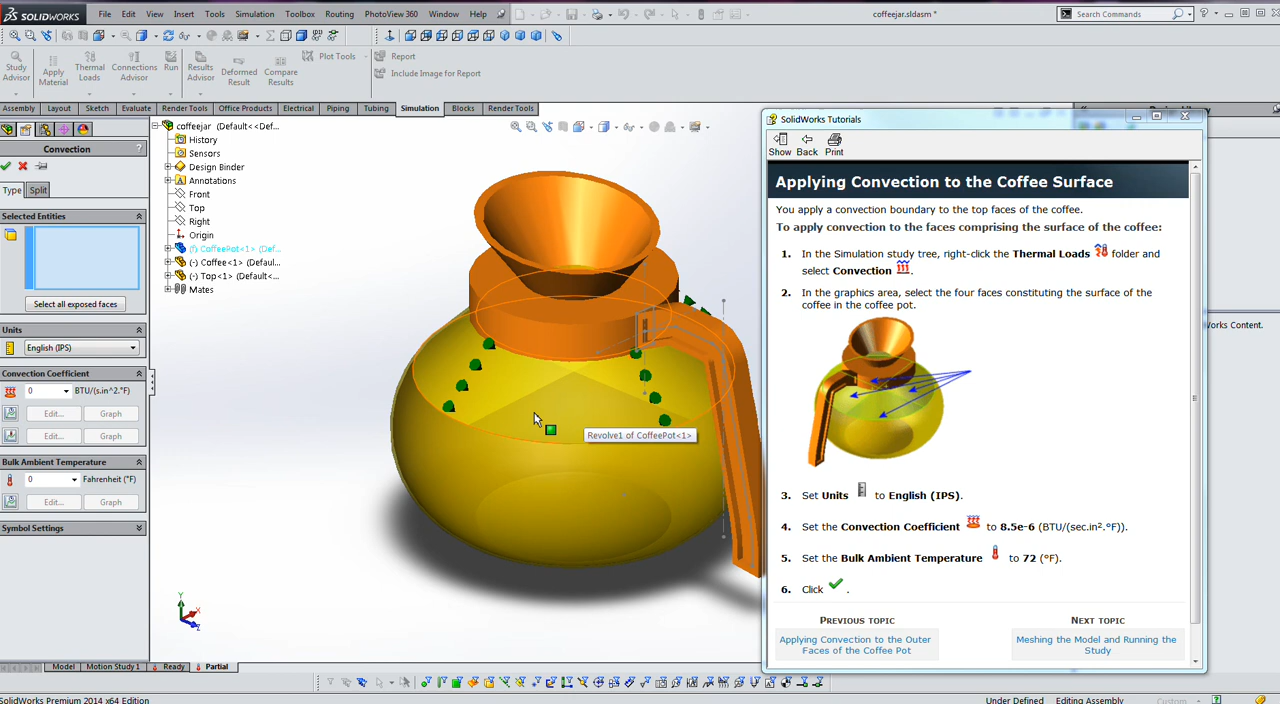 SOLIDWORKS File Edit View Insert Tools Simulation Toolbox Routing PhotoView 360 Window Help coffeejar.sldasm * Search Commands
Study Advisor
Apply Material
Thermal Loads
Connections Advisor
Run
Results Advisor
Deformed Result
Compare Results
Plot Tools
Report
Include Image for Report
Assembly Layout Sketch Evaluate Render Tools Office Products Electrical Piping Tubing Simulation Blocks Render Tools
Convection ?
Type Split
Selected Entities
Select all exposed faces
Units
English (IPS)
Convection Coefficient
0 BTU/(s.in^2.°F)
Edit... Graph
Edit... Graph
Bulk Ambient Temperature
0 Fahrenheit (°F)
Edit... Graph
Symbol Settings
coffeejar (Default<<Def...
History
Sensors
Design Binder
Annotations
Front
Top
Right
Origin
(f) CoffeePot<1> (Def...
(-) Coffee<1> (Defaul...
(-) Top<1> (Default<...
Mates
Revolve1 of CoffeePot<1>
Y
X
Z
SolidWorks Tutorials
Show Back Print
Applying Convection to the Coffee Surface
You apply a convection boundary to the top faces of the coffee.
To apply convection to the faces comprising the surface of the coffee:
1. In the Simulation study tree, right-click the Thermal Loads folder and
select Convection .
2. In the graphics area, select the four faces constituting the surface of the
coffee in the coffee pot.
3. Set Units to English (IPS).
4. Set the Convection Coefficient to 8.5e-6 (BTU/(sec.in².°F)).
5. Set the Bulk Ambient Temperature to 72 (°F).
6. Click .
PREVIOUS TOPIC
Applying Convection to the Outer
Faces of the Coffee Pot
NEXT TOPIC
Meshing the Model and Running the
Study
Works Content.
Model Motion Study 1 Ready Partial
SolidWorks Premium 2014 x64 Edition Under Defined Editing Assembly Custom